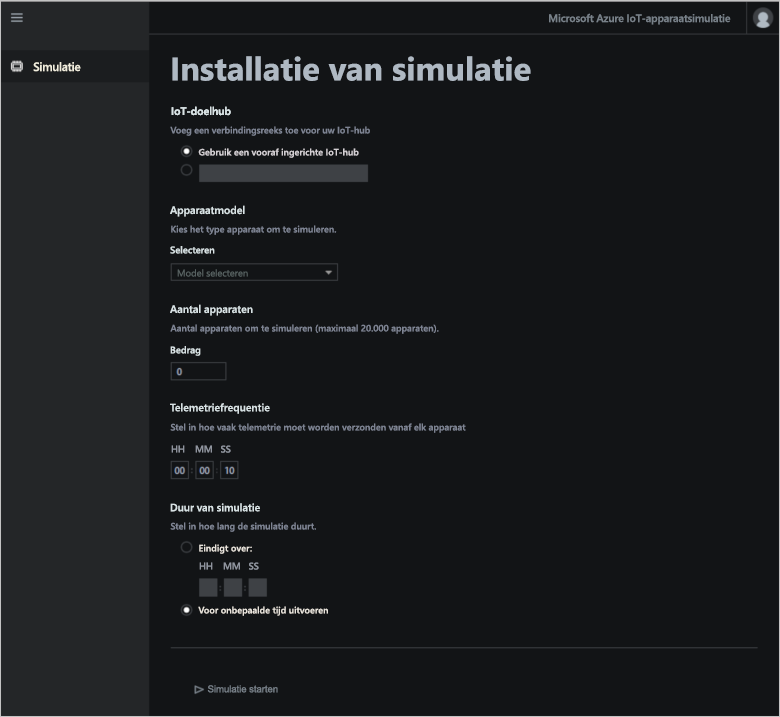 Microsoft Azure IoT-apparaatsimulatie
Simulatie
Installatie van simulatie
IoT-doelhub
Voeg een verbindingsreeks toe voor uw IoT-hub
Gebruik een vooraf ingerichte IoT-hub
Apparaatmodel
Kies het type apparaat om te simuleren.
Selecteren
Model selecteren
Aantal apparaten
Aantal apparaten om te simuleren (maximaal 20.000 apparaten).
Bedrag
0
Telemetriefrequentie
Stel in hoe vaak telemetrie moet worden verzonden vanaf elk apparaat
HH MM SS
00 : 00 : 10
Duur van simulatie
Stel in hoe lang de simulatie duurt.
Eindigt over:
HH MM SS
: :
Voor onbepaalde tijd uitvoeren
Simulatie starten